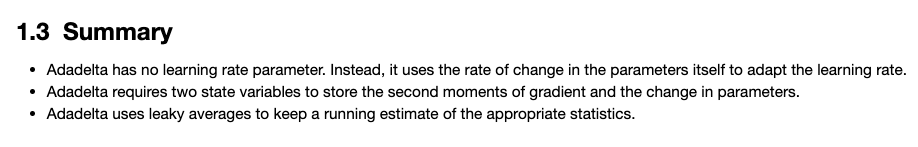 1.3 Summary
• Adadelta has no learning rate parameter. Instead, it uses the rate of change in the parameters itself to adapt the learning rate.
• Adadelta requires two state variables to store the second moments of gradient and the change in parameters.
• Adadelta uses leaky averages to keep a running estimate of the appropriate statistics.